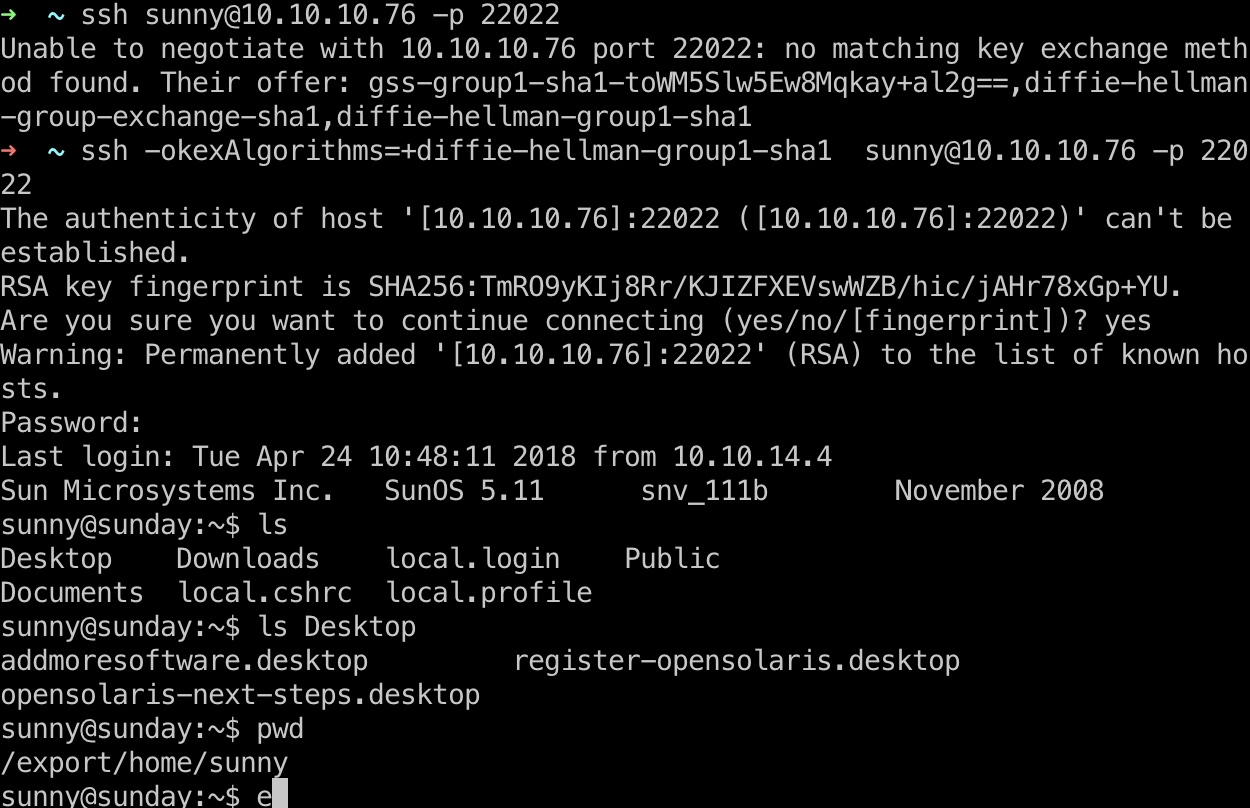 ➜  ~ ssh sunny@10.10.10.76 -p 22022
Unable to negotiate with 10.10.10.76 port 22022: no matching key exchange meth
od found. Their offer: gss-group1-sha1-toWM5Slw5Ew8Mqkay+al2g==,diffie-hellman
-group-exchange-sha1,diffie-hellman-group1-sha1
➜  ~ ssh -okexAlgorithms=+diffie-hellman-group1-sha1  sunny@10.10.10.76 -p 220
22
The authenticity of host '[10.10.10.76]:22022 ([10.10.10.76]:22022)' can't be
established.
RSA key fingerprint is SHA256:TmRO9yKIj8Rr/KJIZFXEVswWZB/hic/jAHr78xGp+YU.
Are you sure you want to continue connecting (yes/no/[fingerprint])? yes
Warning: Permanently added '[10.10.10.76]:22022' (RSA) to the list of known ho
sts.
Password:
Last login: Tue Apr 24 10:48:11 2018 from 10.10.14.4
Sun Microsystems Inc.   SunOS 5.11      snv_111b        November 2008
sunny@sunday:~$ ls
Desktop    Downloads    local.login    Public
Documents  local.cshrc  local.profile
sunny@sunday:~$ ls Desktop
addmoresoftware.desktop         register-opensolaris.desktop
opensolaris-next-steps.desktop
sunny@sunday:~$ pwd
/export/home/sunny
sunny@sunday:~$ e